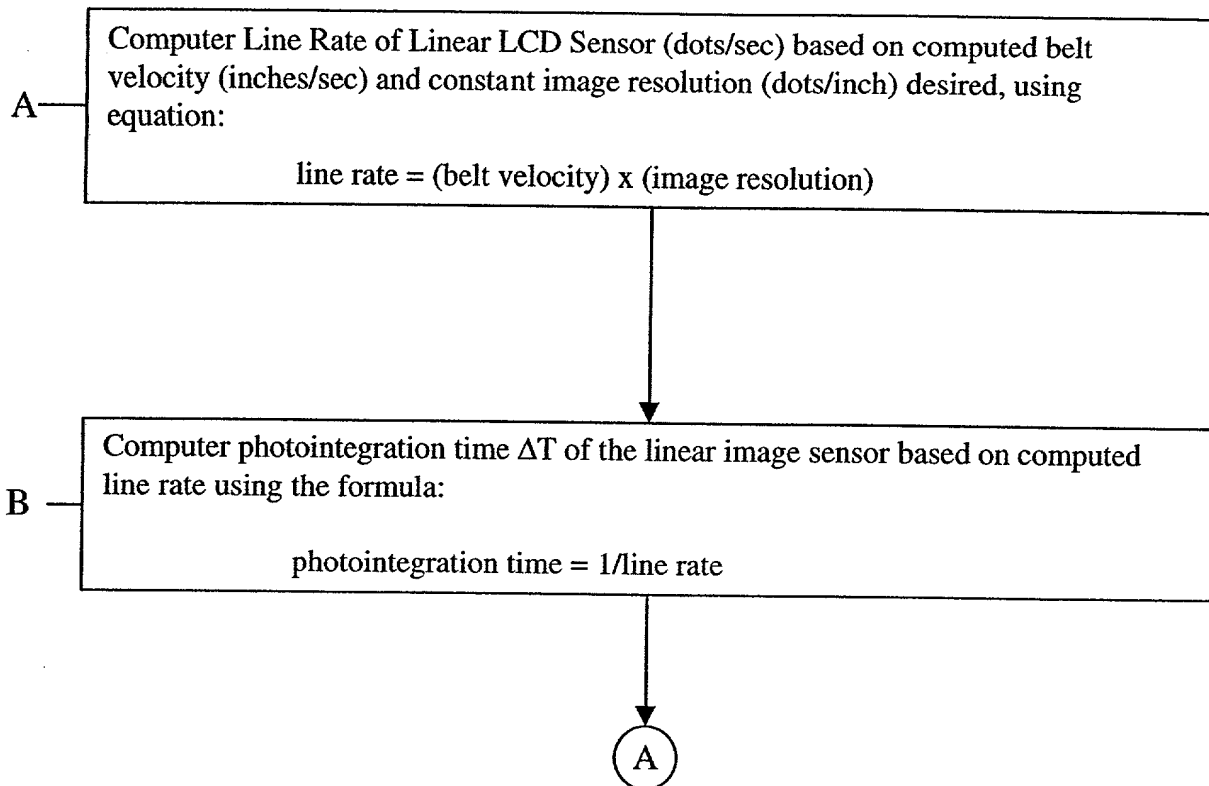 Computer Line Rate of Linear LCD Sensor (dots/sec) based on computed belt
velocity (inches/sec) and constant image resolution (dots/inch) desired, using
A
equation:
line rate = (belt velocity) x (image resolution)
Computer photointegration time ΔT of the linear image sensor based on computed
line rate using the formula:
B
photointegration time = 1/line rate
A